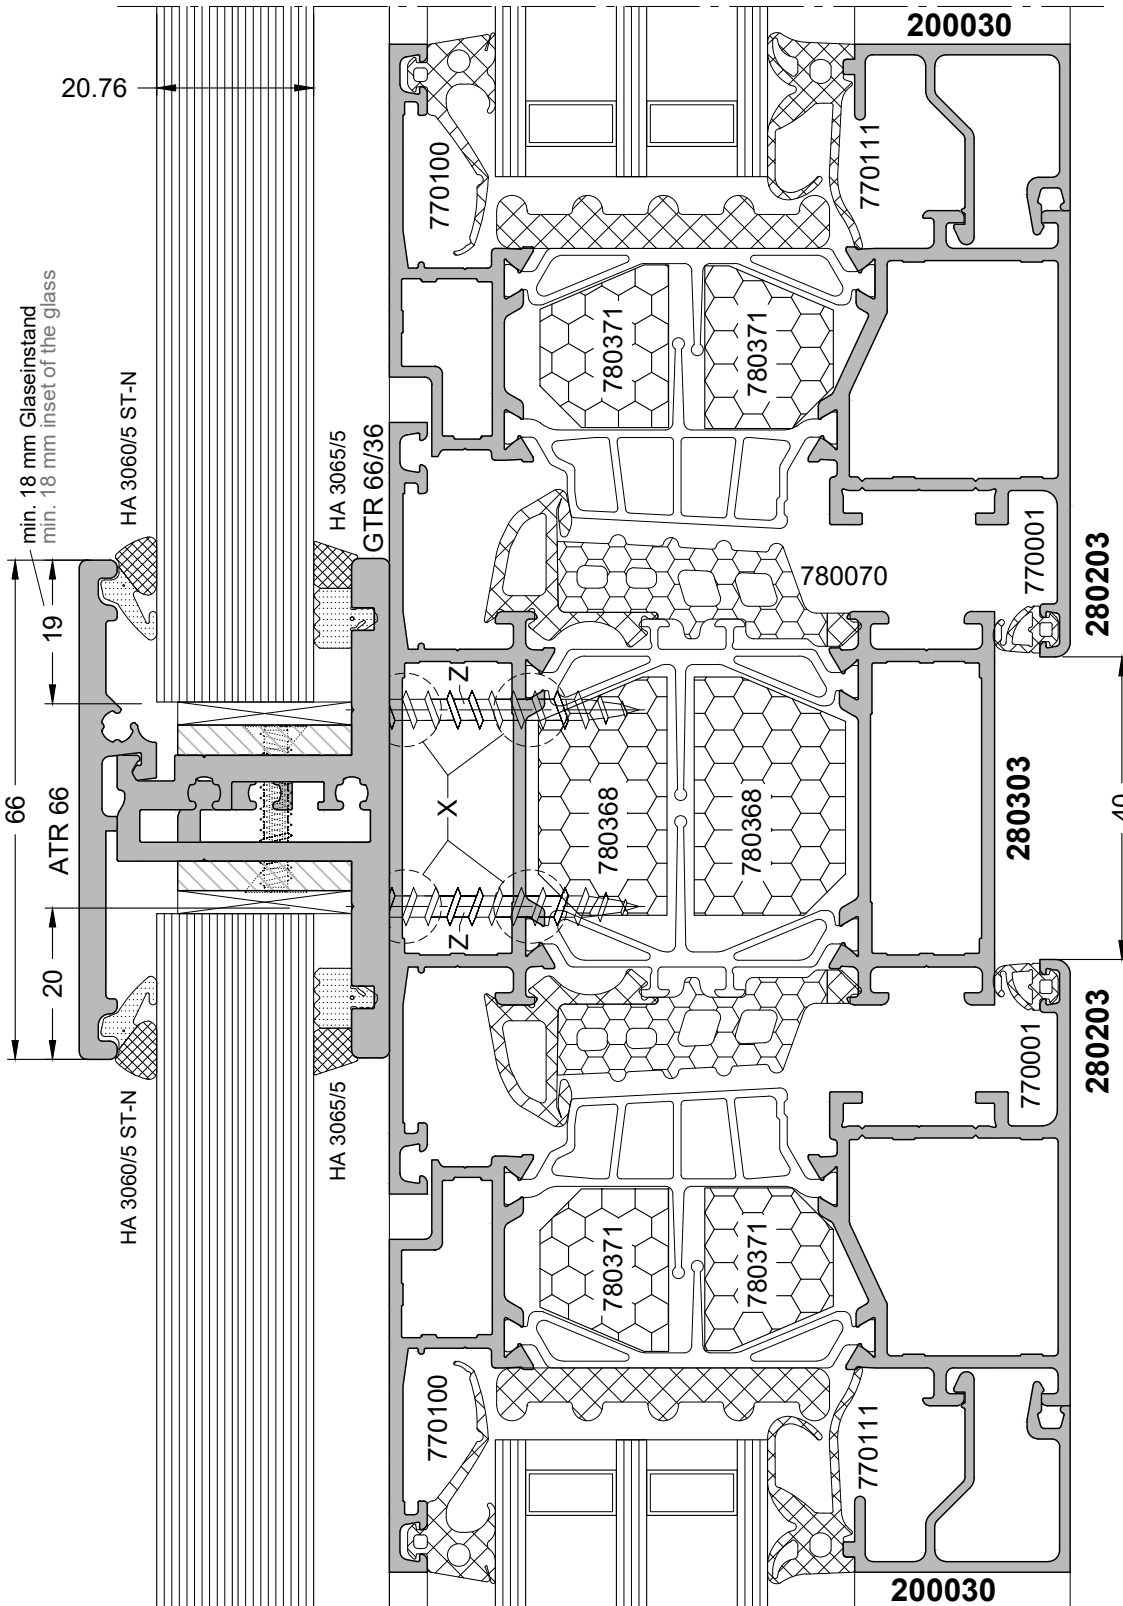 200030
20.76
770100
770111
min. 18 mm Glaseinstand
min. 18 mm inset of the glass
HA 3060/5 ST-N
HA 3065/5
GTR 66/36
780371
780371
770001
280203
780070
19
66
ATR 66
20
Z
X
Z
780368
780368
280303
40
HA 3060/5 ST-N
HA 3065/5
770001
280203
780371
780371
770100
770111
200030